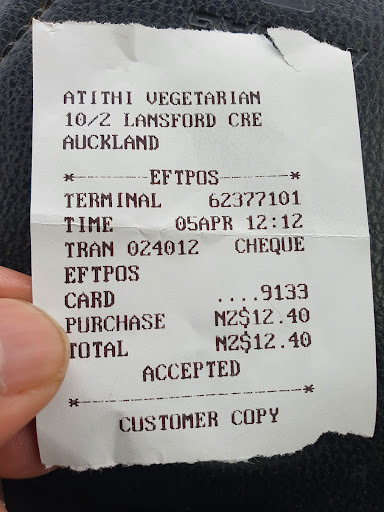 ATITHI VEGETARIAN
10/2 LANSFORD CRE
AUCKLAND
*--------EFTPOS--------*
TERMINAL 62377101
TIME 05APR 12:12
TRAN 024012 CHEQUE
EFTPOS
CARD ....9133
PURCHASE NZ$12.40
TOTAL NZ$12.40
ACCEPTED
*----------------------*
CUSTOMER COPY